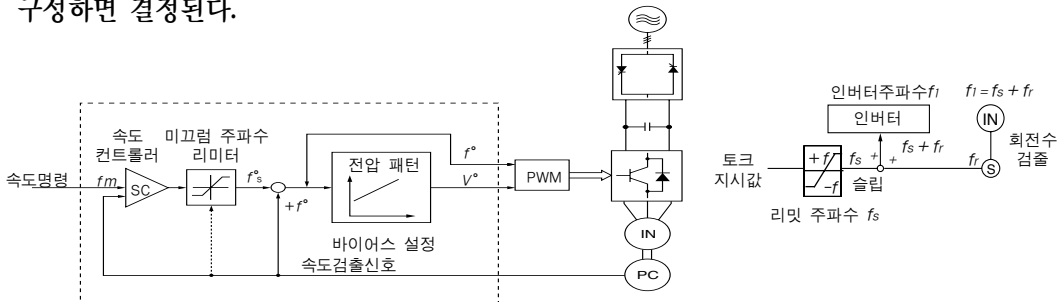 구성하면 결정된다.
속도
컨트롤러
미끄럼 주파수
리미터
속도명령
fm
SC
f°s
+f°
전압 패턴
f°
V°
PWM
바이어스 설정
속도검출신호
IN
PC
토크
지시값
+f
-f
리밋 주파수 fs
인버터주파수f1
인버터
fs
+
+
슬립
fs + fr
f1 = fs + fr
IN
fr
S
회전수
검줄